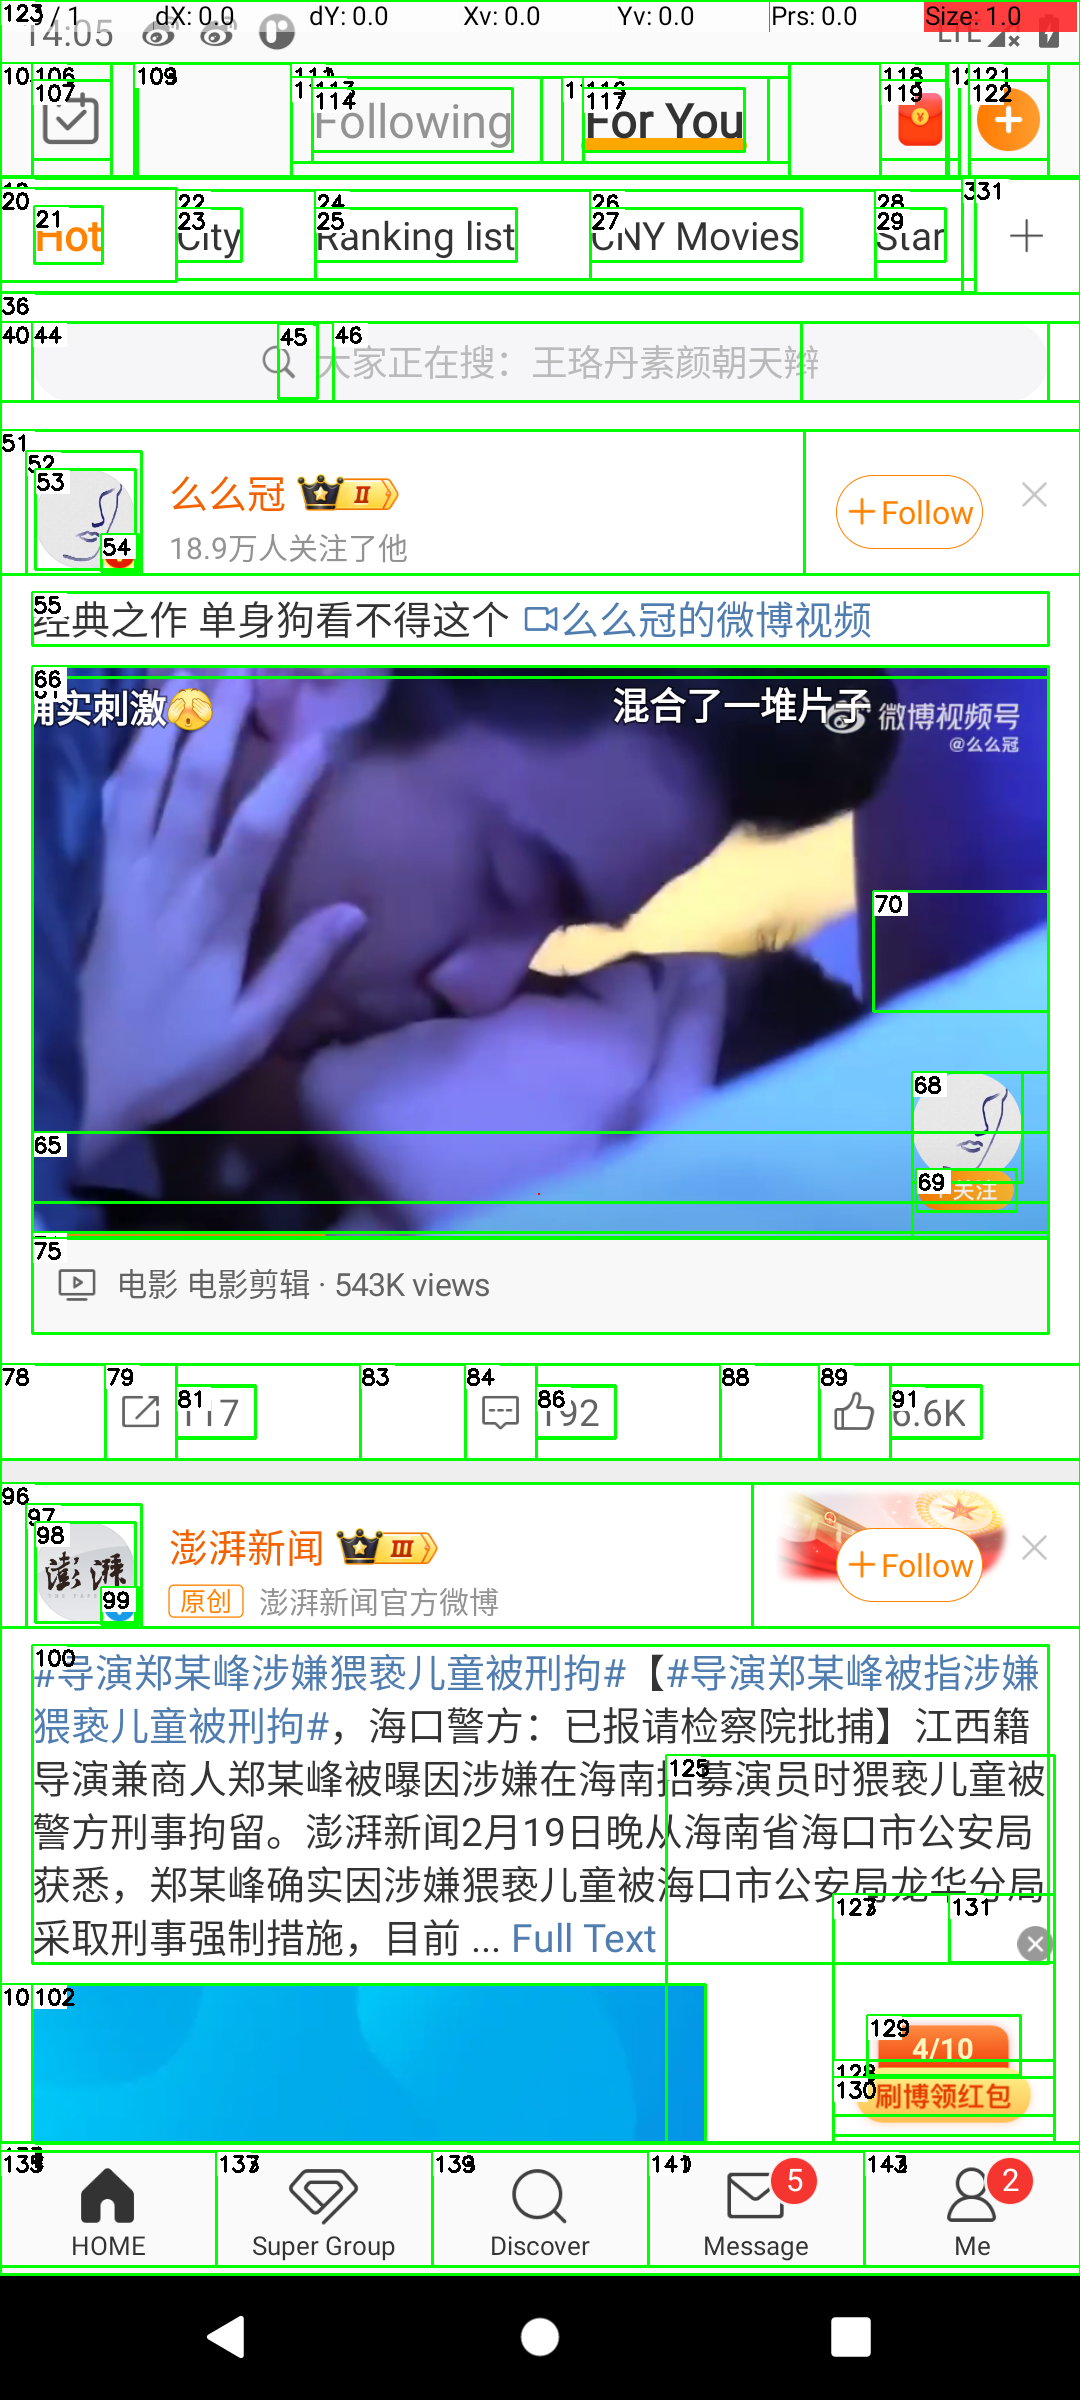 / 1 dX: 0.0 dY: 0.0 Xv: 0.0 Yv: 0.0 Prs: 0.0 Size: 1.0
14:05 LTE
Following For You
Hot City Ranking list CNY Movies Star
大家正在搜：王珞丹素颜朝天辫
么么冠 II
18.9万人关注了他
+Follow
经典之作 单身狗看不得这个 么么冠的微博视频
实刺激
混合了一堆片子
微博视频号
@么么冠
关注
电影 电影剪辑 · 543K views
117 192 6.6K
澎湃新闻 III
原创 澎湃新闻官方微博
+Follow
澎湃
#导演郑某峰涉嫌猥亵儿童被刑拘#【#导演郑某峰被指涉嫌
猥亵儿童被刑拘#，海口警方：已报请检察院批捕】江西籍
导演兼商人郑某峰被曝因涉嫌在海南招募演员时猥亵儿童被
警方刑事拘留。澎湃新闻2月19日晚从海南省海口市公安局
获悉，郑某峰确实因涉嫌猥亵儿童被海口市公安局龙华分局
采取刑事强制措施，目前 ... Full Text
4/10
刷博领红包
HOME Super Group Discover Message 5 Me 2